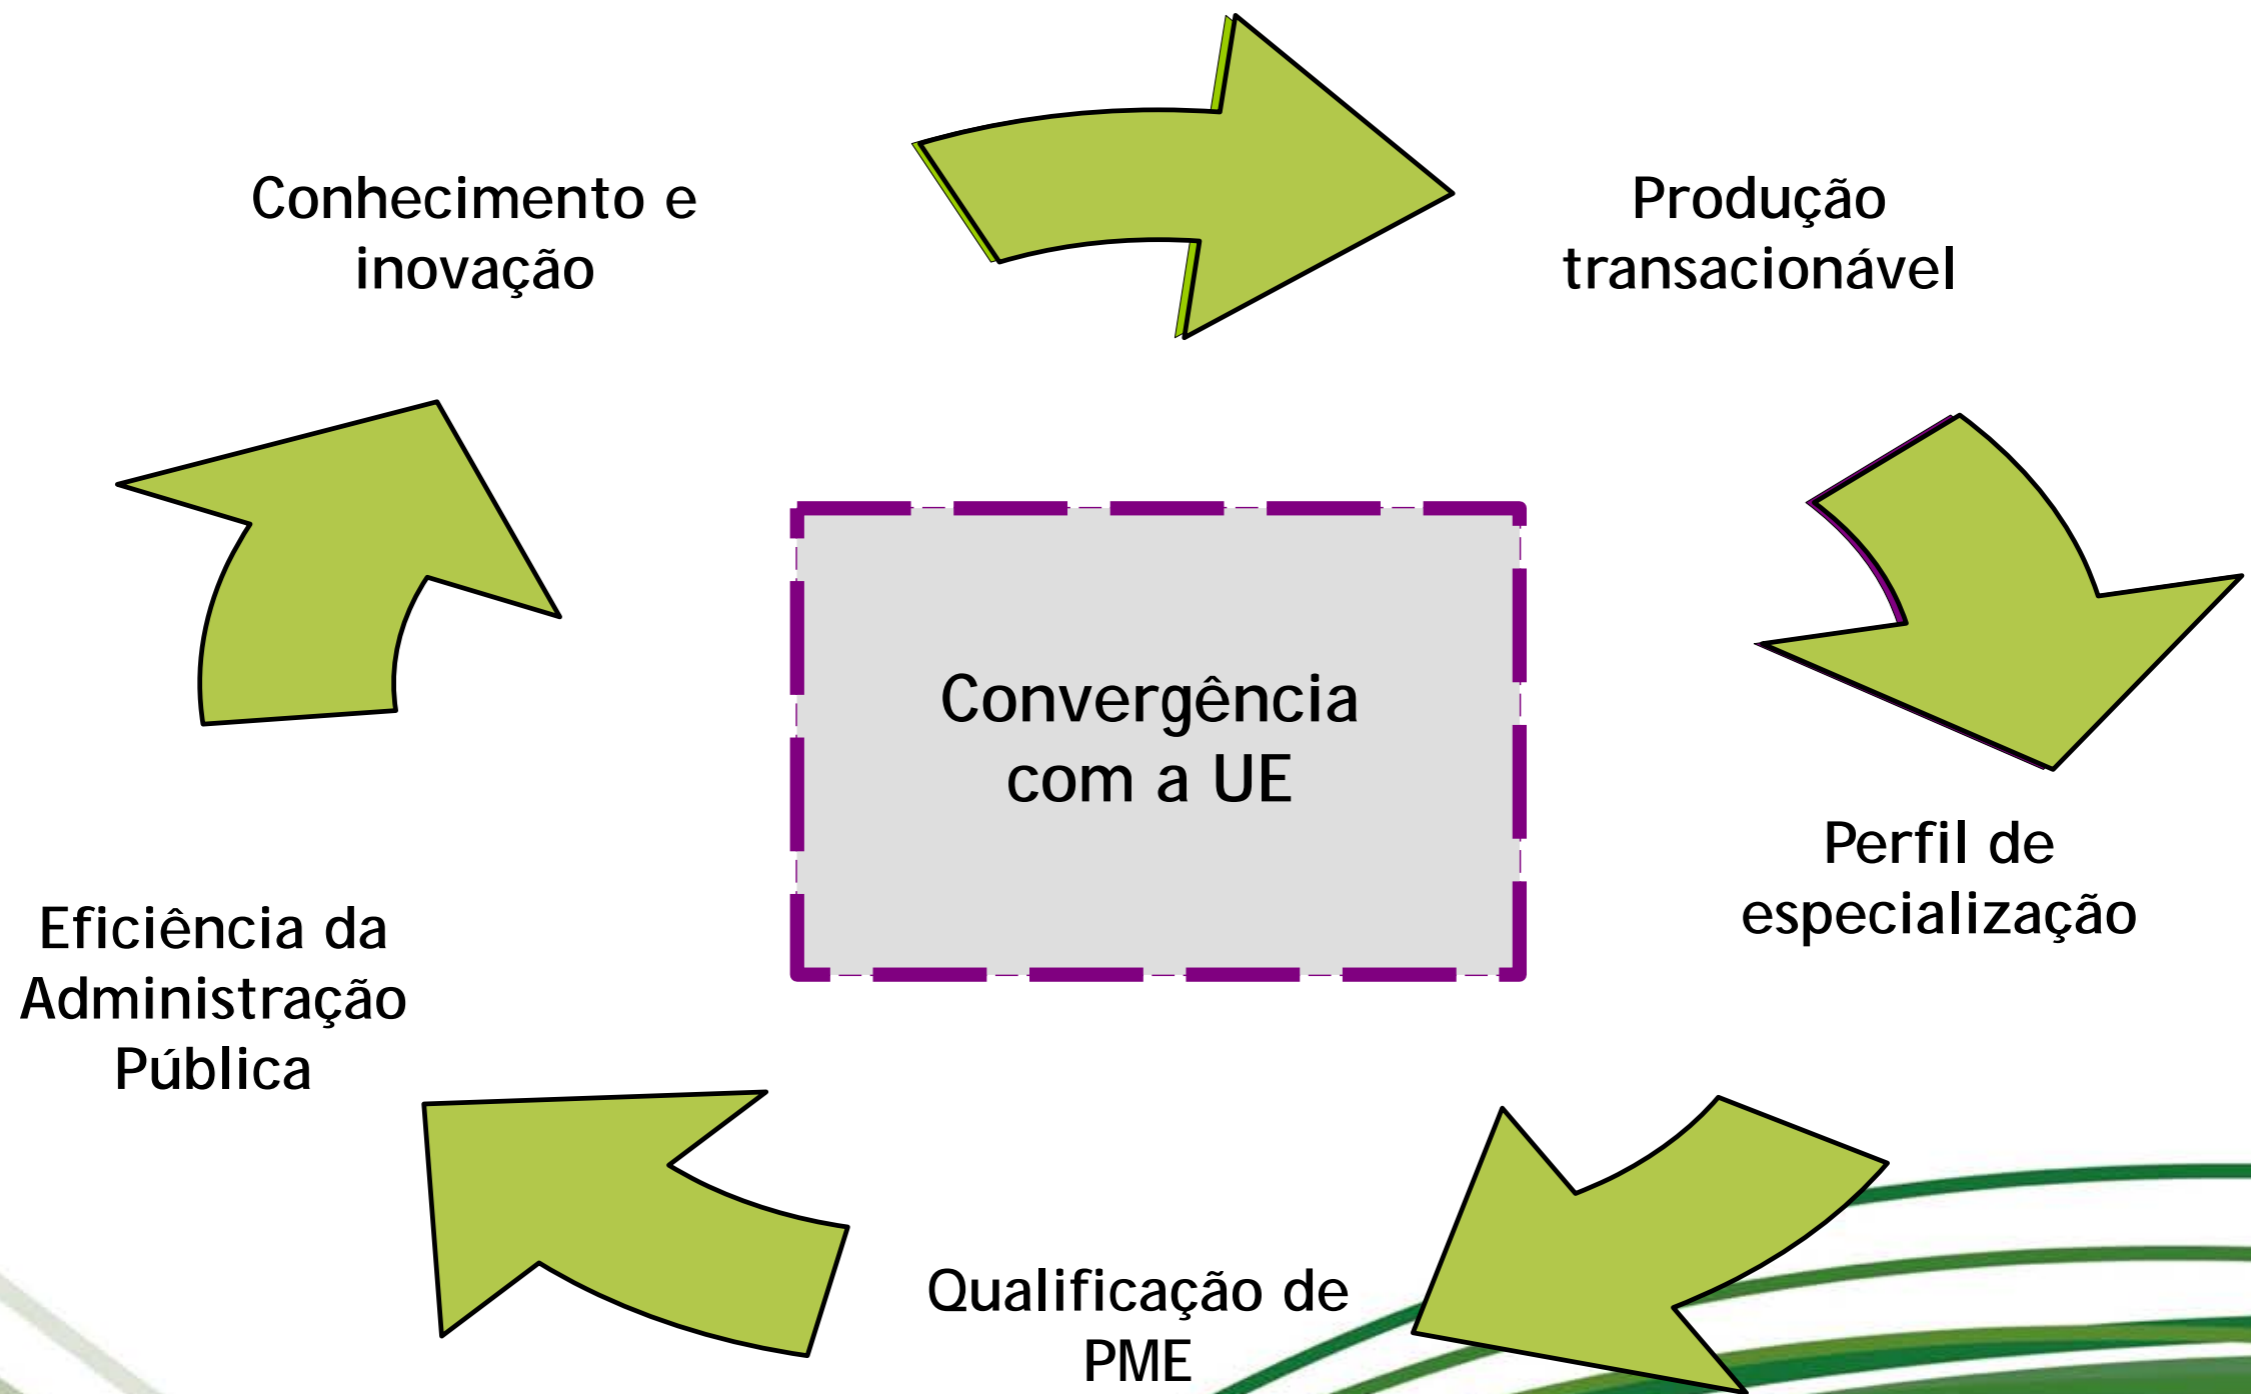 Conhecimento e
inovação
Produção
transacionável
Convergência
com a UE
Perfil de
especialização
Eficiência da
Administração
Pública
Qualificação de
PME